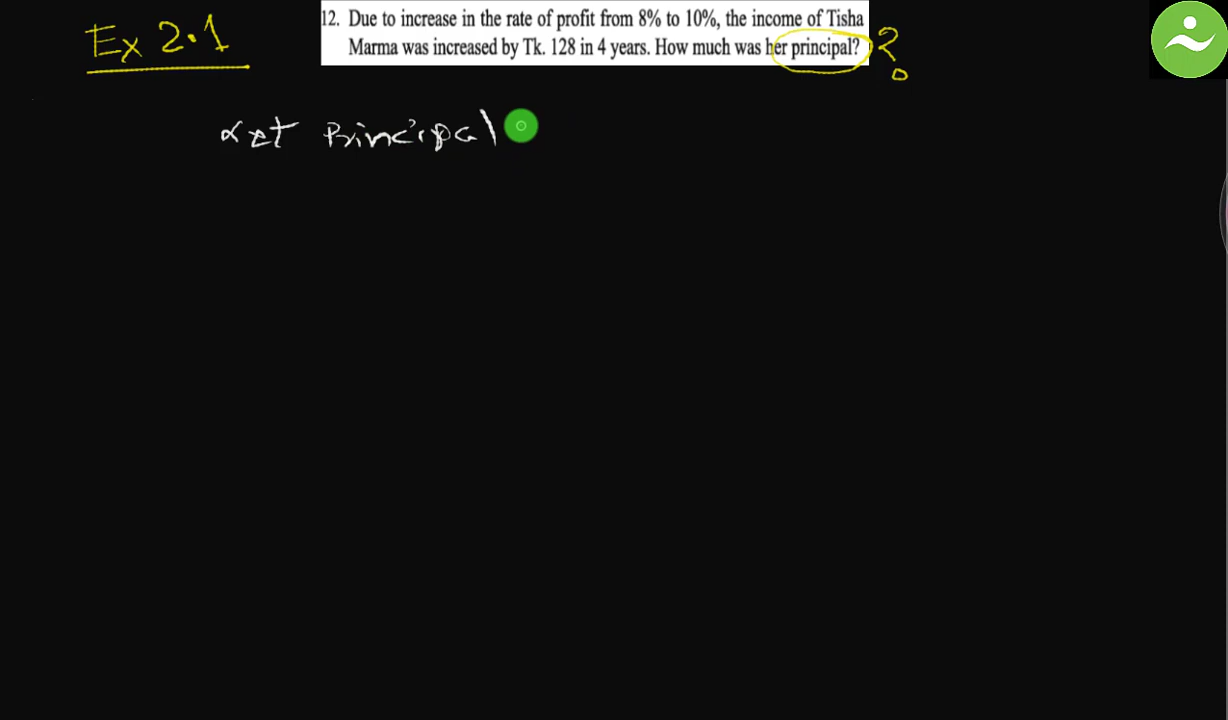 Ex 2.1
12. Due to increase in the rate of profit from 8% to 10%, the income of Tisha
Marma was increased by Tk. 128 in 4 years. How much was her principal? ?
Let Principal